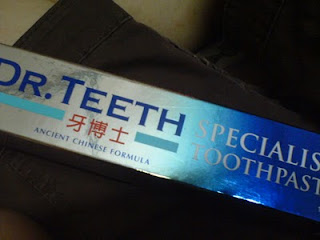 DR. TEETH
牙博士
ANCIENT CHINESE FORMULA
SPECIALIS
TOOTHPAST